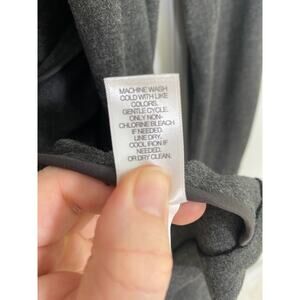 MACHINE WASH
COLD WITH LIKE
COLORS.
GENTLE CYCLE.
ONLY NON-
CHLORINE BLEACH
IF NEEDED.
LINE DRY.
COOL IRON IF
NEEDED.
OR DRY CLEAN.